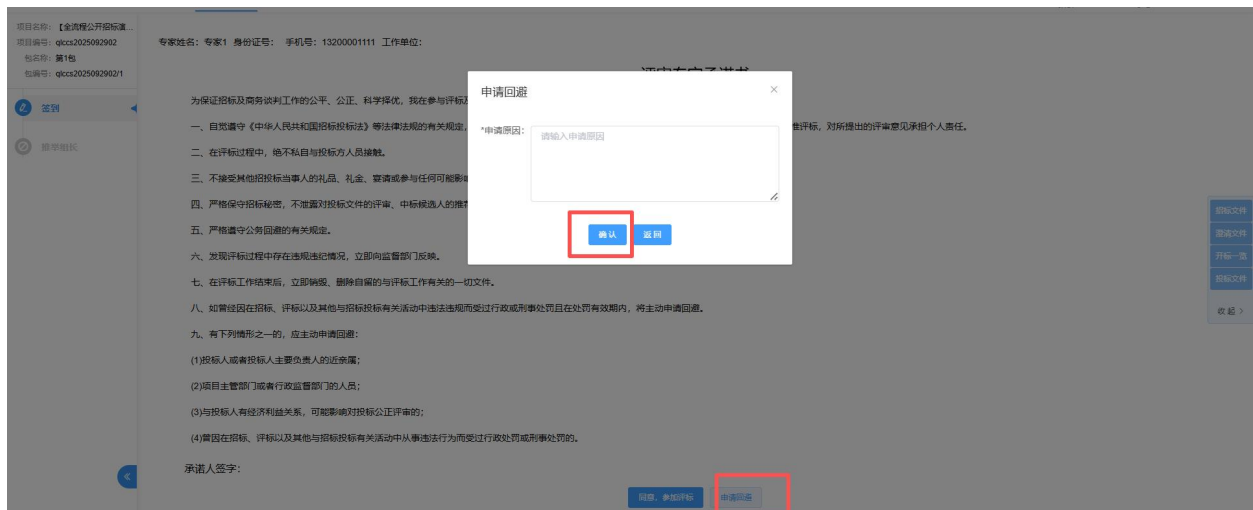 项目名称：【全流程公开招标演...
项目编号：qlccs2025092902
包名称：第1包
包编号：qlccs2025092902/1
签到
推举组长
专家姓名：专家1 身份证号： 手机号：13200001111 工作单位：
为保证招标及商务谈判工作的公平、公正、科学择优，我在参与评标
一、自觉遵守《中华人民共和国招标投标法》等法律法规的有关规定，
准评标，对所提出的评审意见承担个人责任。
二、在评标过程中，绝不私自与投标方人员接触。
三、不接受其他招投标当事人的礼品、礼金、宴请或参与任何可能影
四、严格保守招标秘密，不泄露对投标文件的评审、中标候选人的推
五、严格遵守公务回避的有关规定。
六、发现评标过程中存在违规违纪情况，立即向监督部门反映。
七、在评标工作结束后，立即销毁、删除自留的与评标工作有关的一切文件。
八、如曾经因在招标、评标以及其他与招标投标有关活动中违法违规而受过行政或刑事处罚且在处罚有效期内，将主动申请回避。
九、有下列情形之一的，应主动申请回避：
(1)投标人或者投标人主要负责人的近亲属；
(2)项目主管部门或者行政监督部门的人员；
(3)与投标人有经济利益关系，可能影响对投标公正评审的；
(4)曾因在招标、评标以及其他与招标投标有关活动中从事违法行为而受过行政处罚或刑事处罚的。
承诺人签字：
同意，参加评标
申请回避
申请回避
*申请原因：
请输入申请原因
确认
返回
招标文件
邀请文件
开标一览
投标文件
收起 >